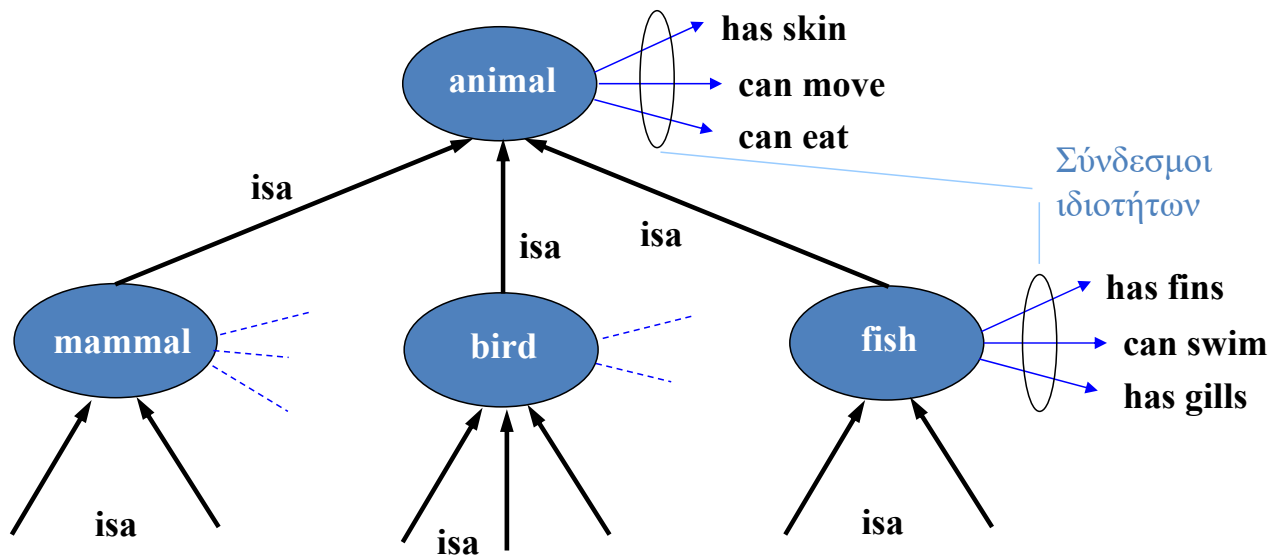 has skin
animal
can move
can eat
Σύνδεσμοι
ιδιοτήτων
isa
isa
isa
has fins
mammal
bird
fish
can swim
has gills
isa
isa
isa